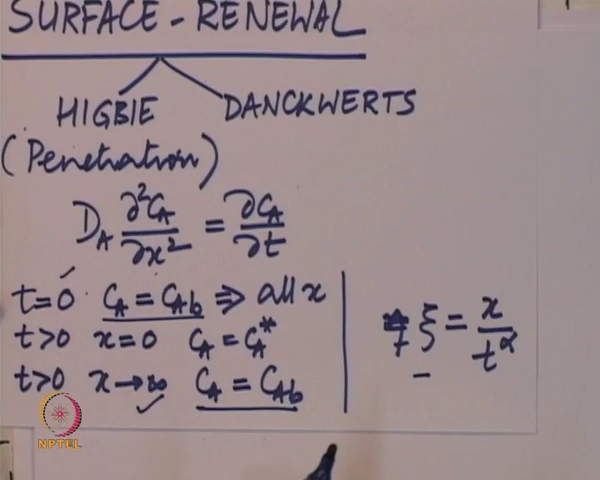 SURFACE-RENEWAL
HIGBIE DANCKWERTS
(Penetration)
D_A ∂²C_A/∂x² = ∂C_A/∂t
t=0 C_A = C_Ab ⇒ all x
t>0 x=0 C_A = C_A*
t>0 x→∞ C_A = C_Ab
ξ = x/t^α
NPTEL